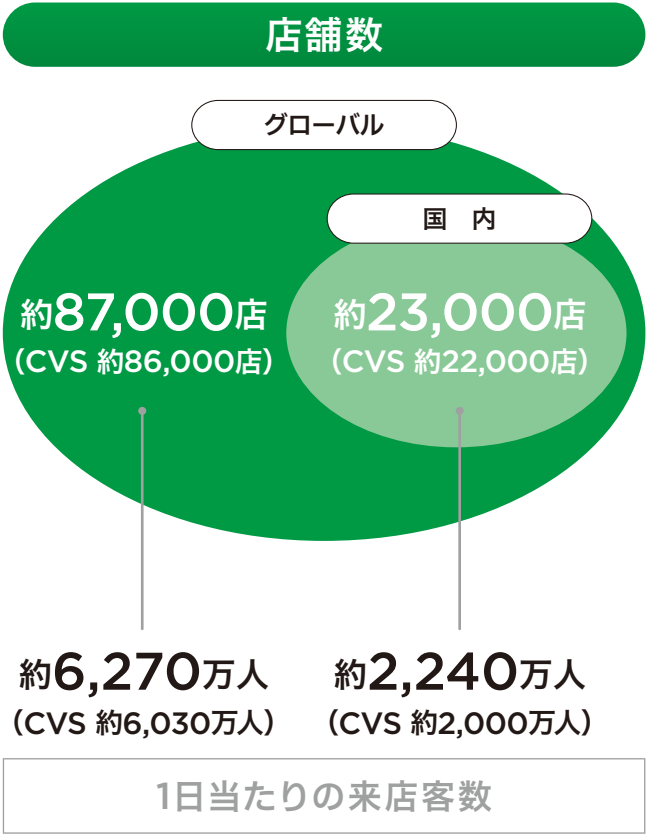 店舗数
グローバル
国　内
約87,000店
（CVS 約86,000店）
約23,000店
（CVS 約22,000店）
約6,270万人
（CVS 約6,030万人）
約2,240万人
（CVS 約2,000万人）
1日当たりの来店客数